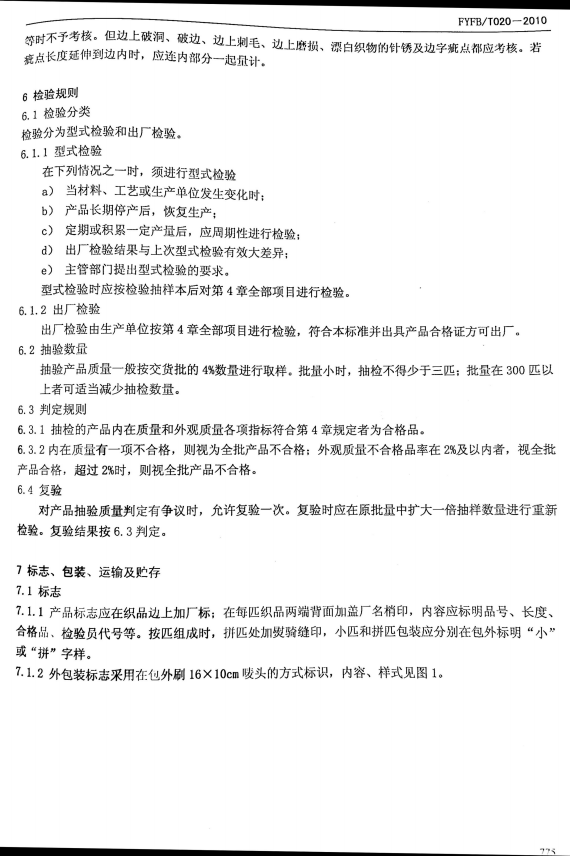 FYFB/T020—2010
等时不予考核。但边上破洞、破边、边上刺毛、边上磨损、漂白织物的针锈及边字疵点都应考核。若
疵点长度延伸到边内时，应连内部分一起量计。
6 检验规则
6.1 检验分类
检验分为型式检验和出厂检验。
6.1.1 型式检验
在下列情况之一时，须进行型式检验
a） 当材料、工艺或生产单位发生变化时；
b） 产品长期停产后，恢复生产；
c） 定期或积累一定产量后，应周期性进行检验；
d） 出厂检验结果与上次型式检验有效大差异；
e） 主管部门提出型式检验的要求。
型式检验时应按检验抽样本后对第 4 章全部项目进行检验。
6.1.2 出厂检验
出厂检验由生产单位按第 4 章全部项目进行检验，符合本标准并出具产品合格证方可出厂。
6.2 抽验数量
抽验产品质量一般按交货批的 4%数量进行取样。批量小时，抽检不得少于三匹；批量在 300 匹以
上者可适当减少抽检数量。
6.3 判定规则
6.3.1 抽检的产品内在质量和外观质量各项指标符合第 4 章规定者为合格品。
6.3.2内在质量有一项不合格，则视为全批产品不合格；外观质量不合格品率在 2%及以内者，视全批
产品合格，超过 2%时，则视全批产品不合格。
6.4 复验
对产品抽验质量判定有争议时，允许复验一次。复验时应在原批量中扩大一倍抽样数量进行重新
检验。复验结果按 6.3 判定。
7 标志、包装、运输及贮存
7.1 标志
7.1.1 产品标志应在织品边上加厂标；在每匹织品两端背面加盖厂名梢印，内容应标明品号、长度、
合格品、检验员代号等。按匹组成时，拼匹处加熨骑缝印，小匹和拼匹包装应分别在包外标明“小”
或“拼”字样。
7.1.2 外包装标志采用在包外刷 16×10cm 唛头的方式标识，内容、样式见图 1。
775